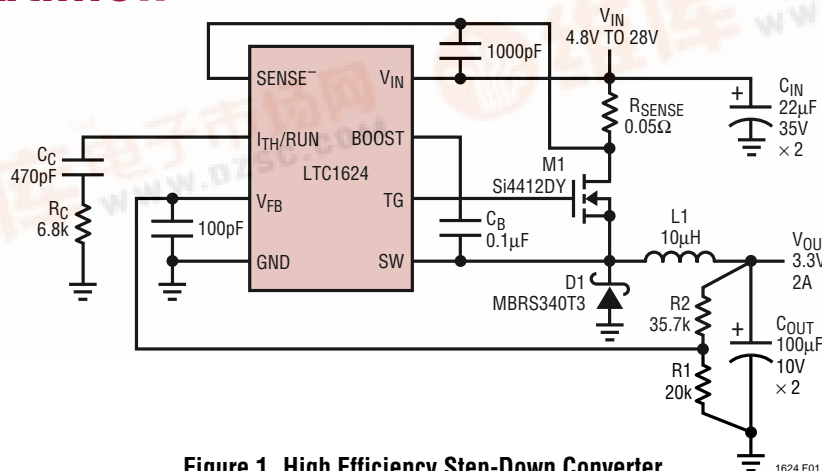 V_IN
4.8V TO 28V
1000pF
SENSE⁻
V_IN
I_TH/RUN
BOOST
LTC1624
V_FB
TG
GND
SW
C_C
470pF
R_C
6.8k
100pF
R_SENSE
0.05Ω
C_IN
22μF
35V
× 2
M1
Si4412DY
C_B
0.1μF
L1
10μH
D1
MBRS340T3
3.3V
2A
R2
35.7k
R1
20k
C_OUT
100μF
10V
× 2
1624 F01
Figure 1. High Efficiency Step-Down Converter
WWW.DZSC.COM